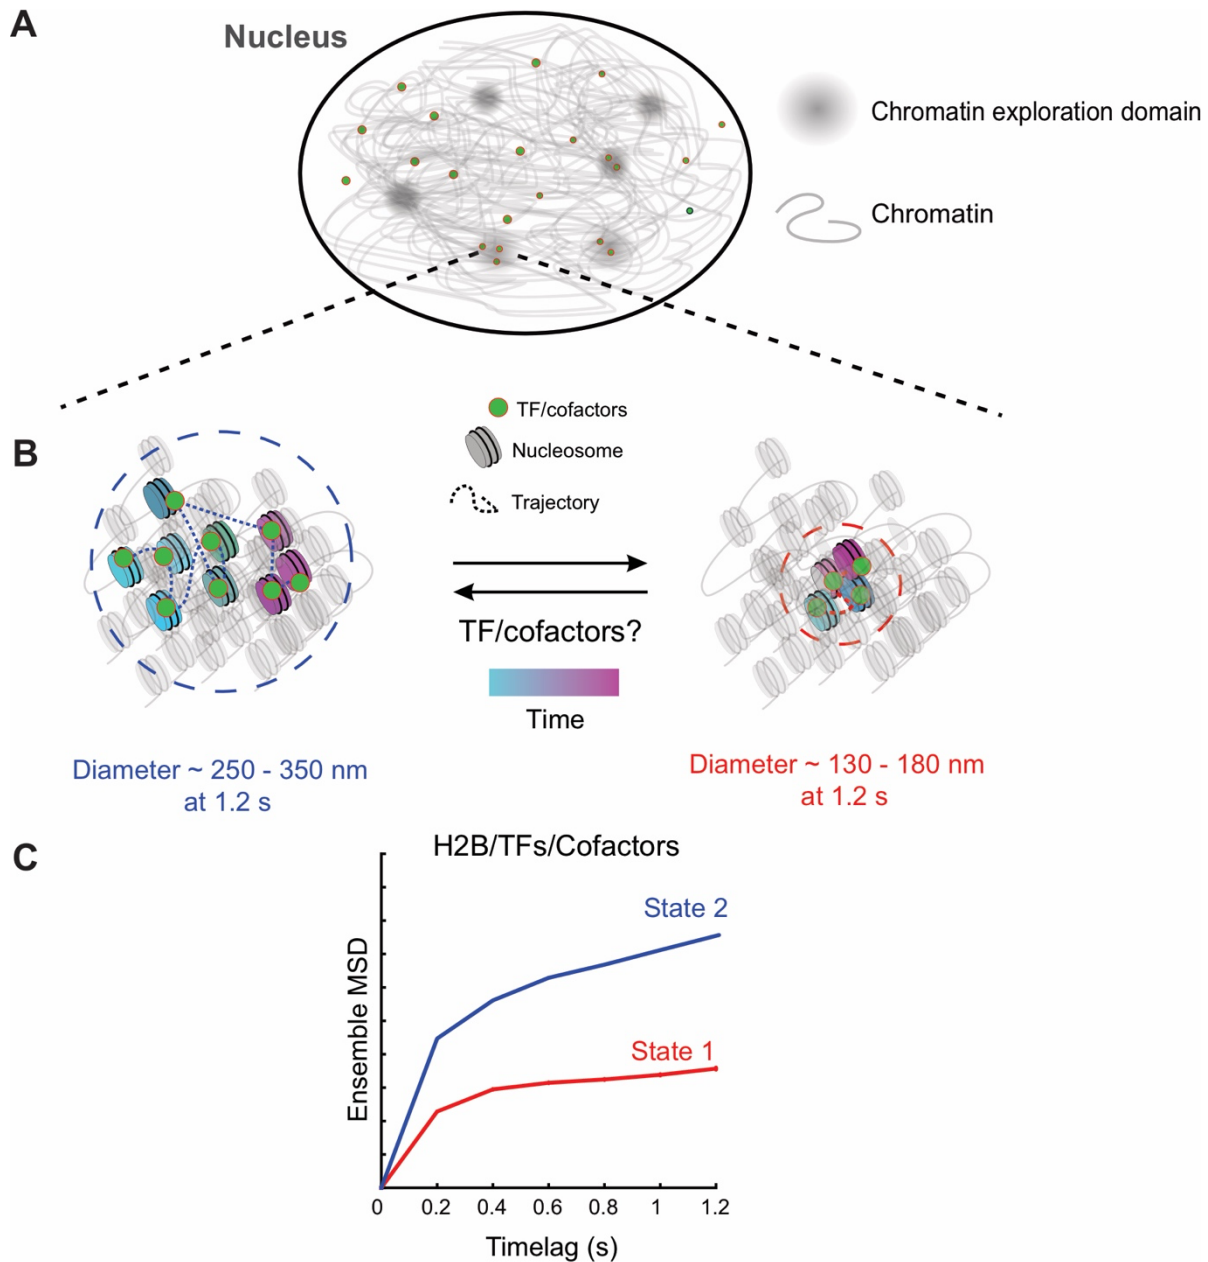 A
Nucleus
Chromatin exploration domain
Chromatin
B
TF/cofactors
Nucleosome
Trajectory
TF/cofactors?
Time
Diameter ~ 250 - 350 nm
at 1.2 s
Diameter ~ 130 - 180 nm
at 1.2 s
C
H2B/TFs/Cofactors
State 2
State 1
Ensemble MSD
0 0.2 0.4 0.6 0.8 1 1.2
Timelag (s)